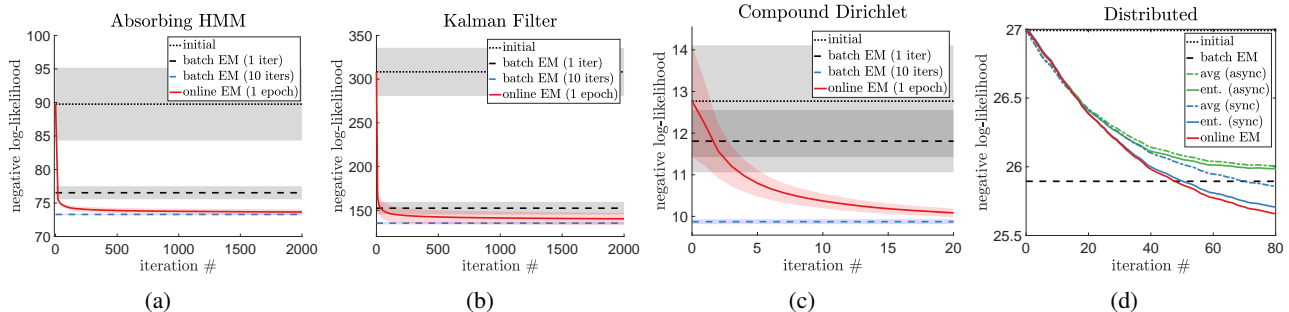 Absorbing HMM
negative log-likelihood
100
95
90
85
80
75
70
0
500
1000
1500
2000
iteration #
initial
batch EM (1 iter)
batch EM (10 iters)
online EM (1 epoch)
(a)
Kalman Filter
negative log-likelihood
350
300
250
200
150
0
500
1000
1500
2000
iteration #
initial
batch EM (1 iter)
batch EM (10 iters)
online EM (1 epoch)
(b)
Compound Dirichlet
negative log-likelihood
14
13
12
11
10
0
5
10
15
20
iteration #
initial
batch EM (1 iter)
batch EM (10 iters)
online EM (1 epoch)
(c)
Distributed
negative log-likelihood
27
26.5
26
25.5
0
20
40
60
80
iteration #
initial
batch EM
avg (async)
ent. (async)
avg (sync)
ent. (sync)
online EM
(d)